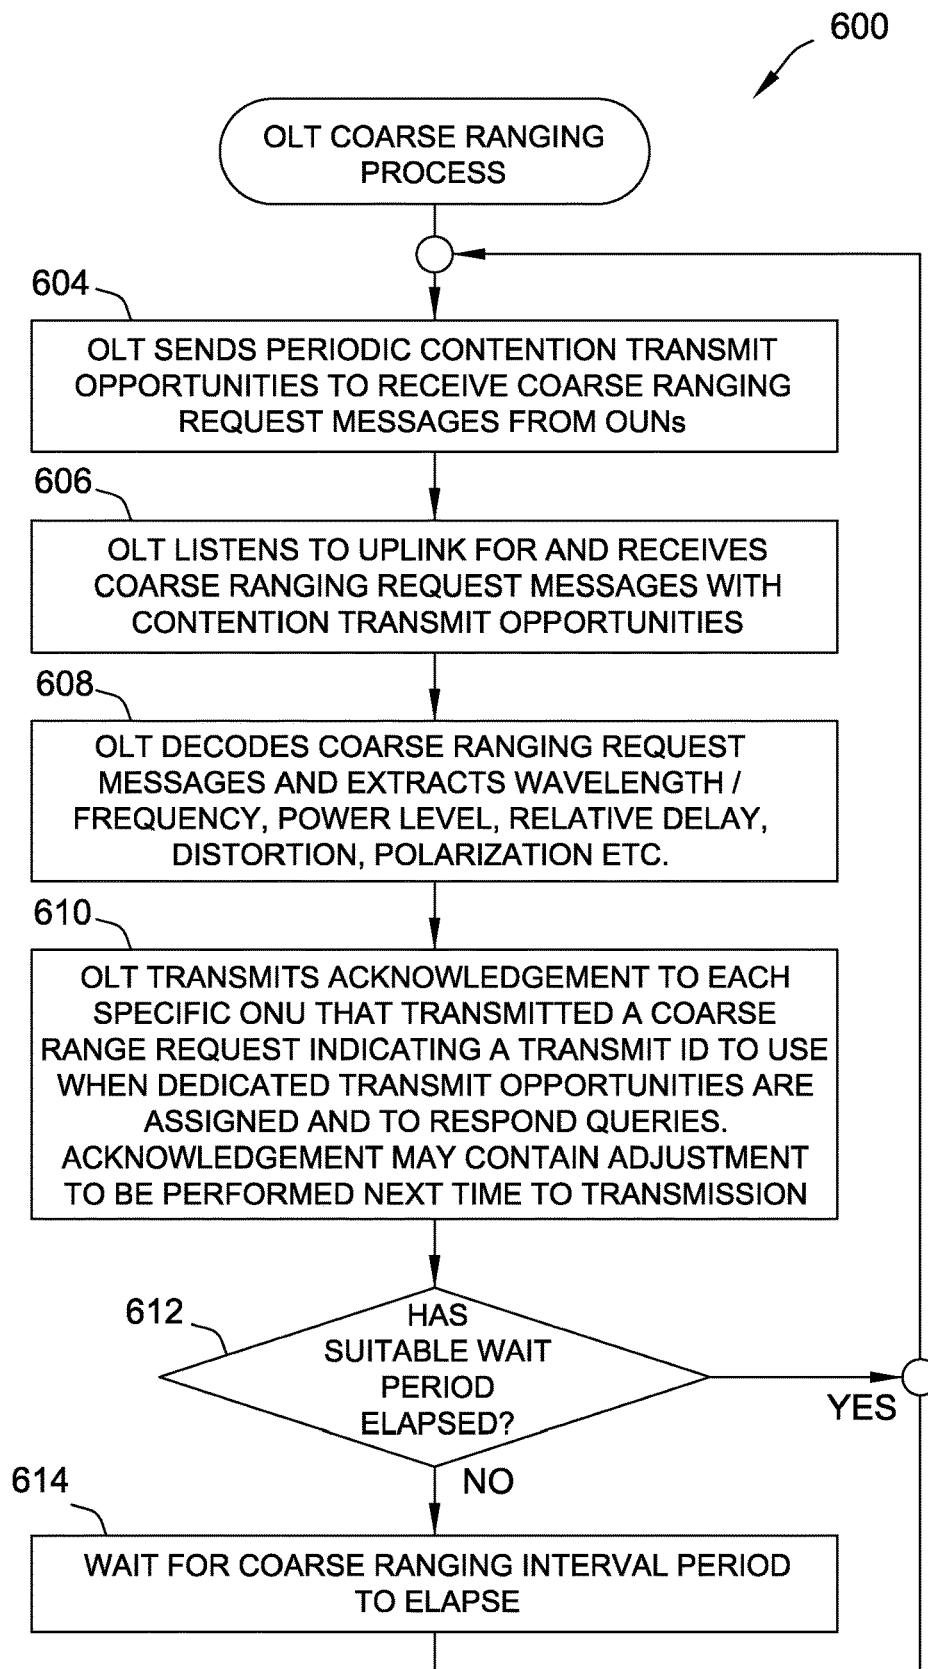 600
OLT COARSE RANGING
PROCESS
604
OLT SENDS PERIODIC CONTENTION TRANSMIT
OPPORTUNITIES TO RECEIVE COARSE RANGING
REQUEST MESSAGES FROM OUNs
606
OLT LISTENS TO UPLINK FOR AND RECEIVES
COARSE RANGING REQUEST MESSAGES WITH
CONTENTION TRANSMIT OPPORTUNITIES
608
OLT DECODES COARSE RANGING REQUEST
MESSAGES AND EXTRACTS WAVELENGTH /
FREQUENCY, POWER LEVEL, RELATIVE DELAY,
DISTORTION, POLARIZATION ETC.
610
OLT TRANSMITS ACKNOWLEDGEMENT TO EACH
SPECIFIC ONU THAT TRANSMITTED A COARSE
RANGE REQUEST INDICATING A TRANSMIT ID TO USE
WHEN DEDICATED TRANSMIT OPPORTUNITIES ARE
ASSIGNED AND TO RESPOND QUERIES.
ACKNOWLEDGEMENT MAY CONTAIN ADJUSTMENT
TO BE PERFORMED NEXT TIME TO TRANSMISSION
612
HAS
SUITABLE WAIT
PERIOD
ELAPSED?
YES
NO
614
WAIT FOR COARSE RANGING INTERVAL PERIOD
TO ELAPSE